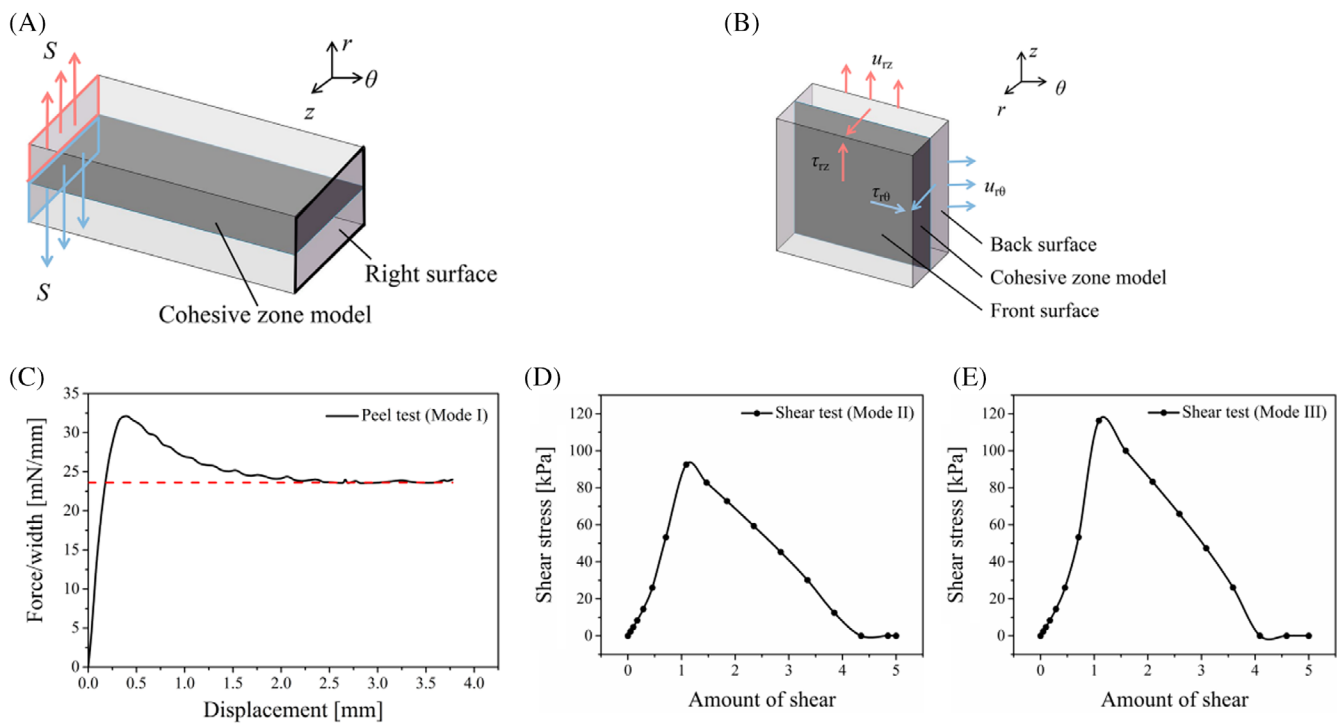 (A)
S
r
θ
z
S
Right surface
Cohesive zone model
(B)
u_rz
z
θ
r
τ_rz
τ_rθ
u_rθ
Back surface
Cohesive zone model
Front surface
(C)
35
30
25
20
15
10
5
0
Force/width [mN/mm]
Peel test (Mode I)
0.0 0.5 1.0 1.5 2.0 2.5 3.0 3.5 4.0
Displacement [mm]
(D)
120
100
80
60
40
20
0
Shear stress [kPa]
Shear test (Mode II)
0 1 2 3 4 5
Amount of shear
(E)
120
100
80
60
40
20
0
Shear stress [kPa]
Shear test (Mode III)
0 1 2 3 4 5
Amount of shear